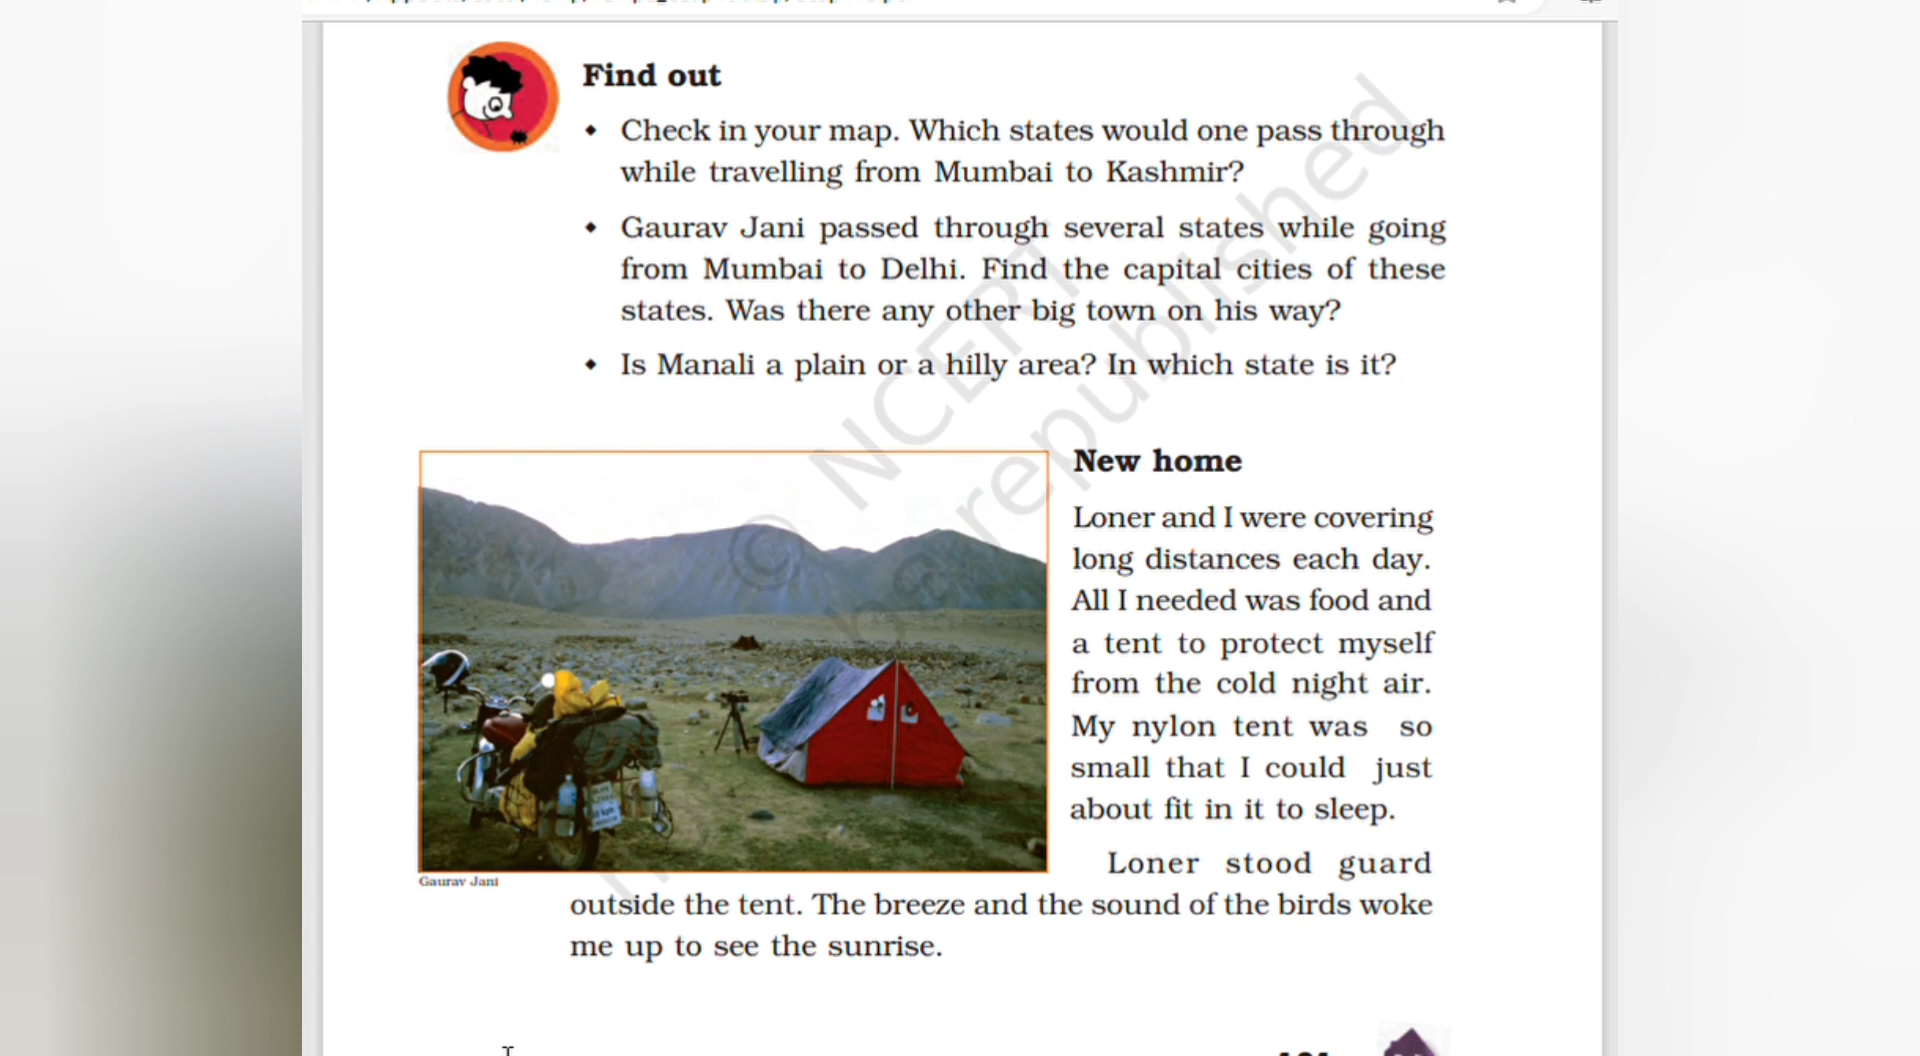 Find out
◆ Check in your map. Which states would one pass through
while travelling from Mumbai to Kashmir?
◆ Gaurav Jani passed through several states while going
from Mumbai to Delhi. Find the capital cities of these
states. Was there any other big town on his way?
◆ Is Manali a plain or a hilly area? In which state is it?
© NCERT
republished
New home
Loner and I were covering
long distances each day.
All I needed was food and
a tent to protect myself
from the cold night air.
My nylon tent was so
small that I could just
about fit in it to sleep.
Gaurav Jani
Loner stood guard
outside the tent. The breeze and the sound of the birds woke
me up to see the sunrise.